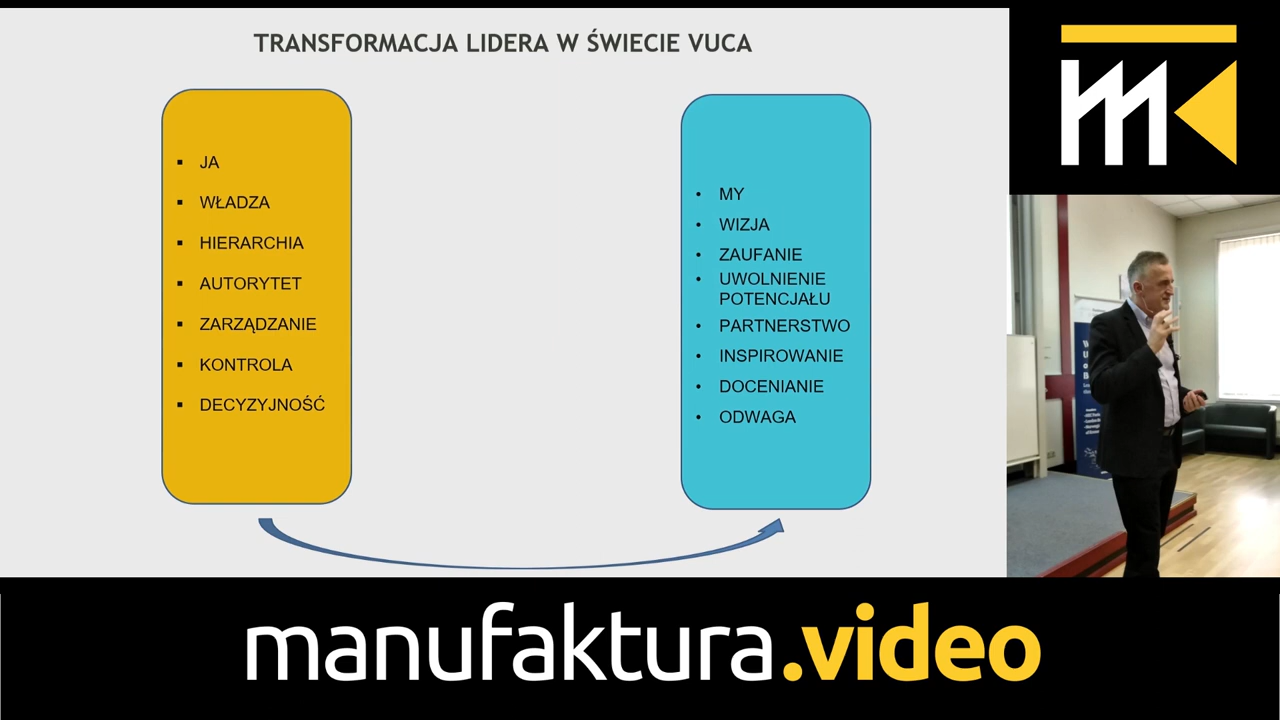 TRANSFORMACJA LIDERA W ŚWIECIE VUCA
JA
WŁADZA
HIERARCHIA
AUTORYTET
ZARZĄDZANIE
KONTROLA
DECYZYJNOŚĆ
MY
WIZJA
ZAUFANIE
UWOLNIENIE
POTENCJAŁU
PARTNERSTWO
INSPIROWANIE
DOCENIANIE
ODWAGA
manufaktura.video